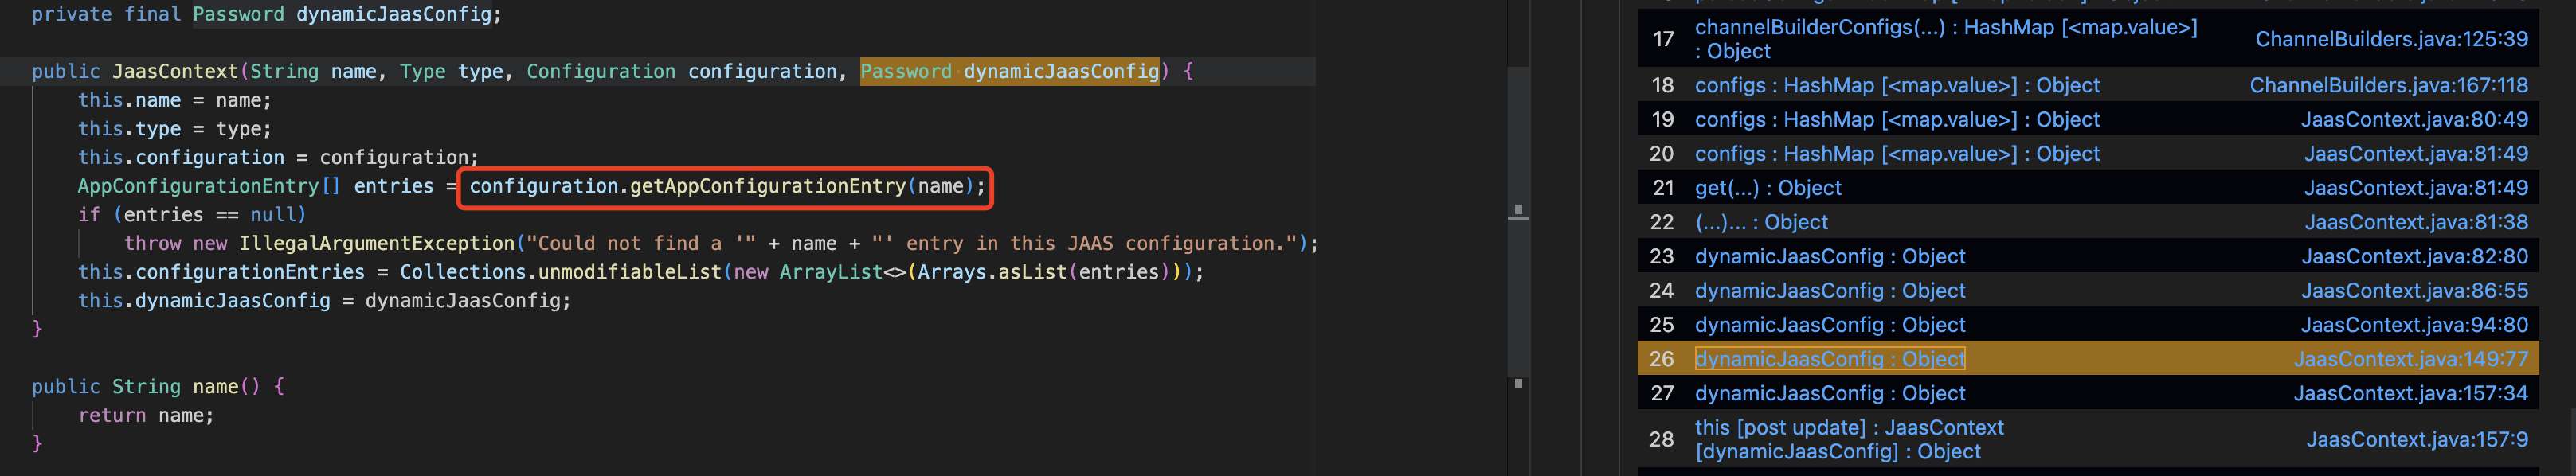 private final Password dynamicJaasConfig;
public JaasContext(String name, Type type, Configuration configuration, Password dynamicJaasConfig) {
this.name = name;
this.type = type;
this.configuration = configuration;
AppConfigurationEntry[] entries = configuration.getAppConfigurationEntry(name);
if (entries == null)
throw new IllegalArgumentException("Could not find a '" + name + "' entry in this JAAS configuration.");
this.configurationEntries = Collections.unmodifiableList(new ArrayList<>(Arrays.asList(entries)));
this.dynamicJaasConfig = dynamicJaasConfig;
}
public String name() {
return name;
}
17 channelBuilderConfigs(...) : HashMap [<map.value>] ChannelBuilders.java:125:39
: Object
18 configs : HashMap [<map.value>] : Object ChannelBuilders.java:167:118
19 configs : HashMap [<map.value>] : Object JaasContext.java:80:49
20 configs : HashMap [<map.value>] : Object JaasContext.java:81:49
21 get(...) : Object JaasContext.java:81:49
22 (...)... : Object JaasContext.java:81:38
23 dynamicJaasConfig : Object JaasContext.java:82:80
24 dynamicJaasConfig : Object JaasContext.java:86:55
25 dynamicJaasConfig : Object JaasContext.java:94:80
26 dynamicJaasConfig : Object JaasContext.java:149:77
27 dynamicJaasConfig : Object JaasContext.java:157:34
28 this [post update] : JaasContext JaasContext.java:157:9
[dynamicJaasConfig] : Object